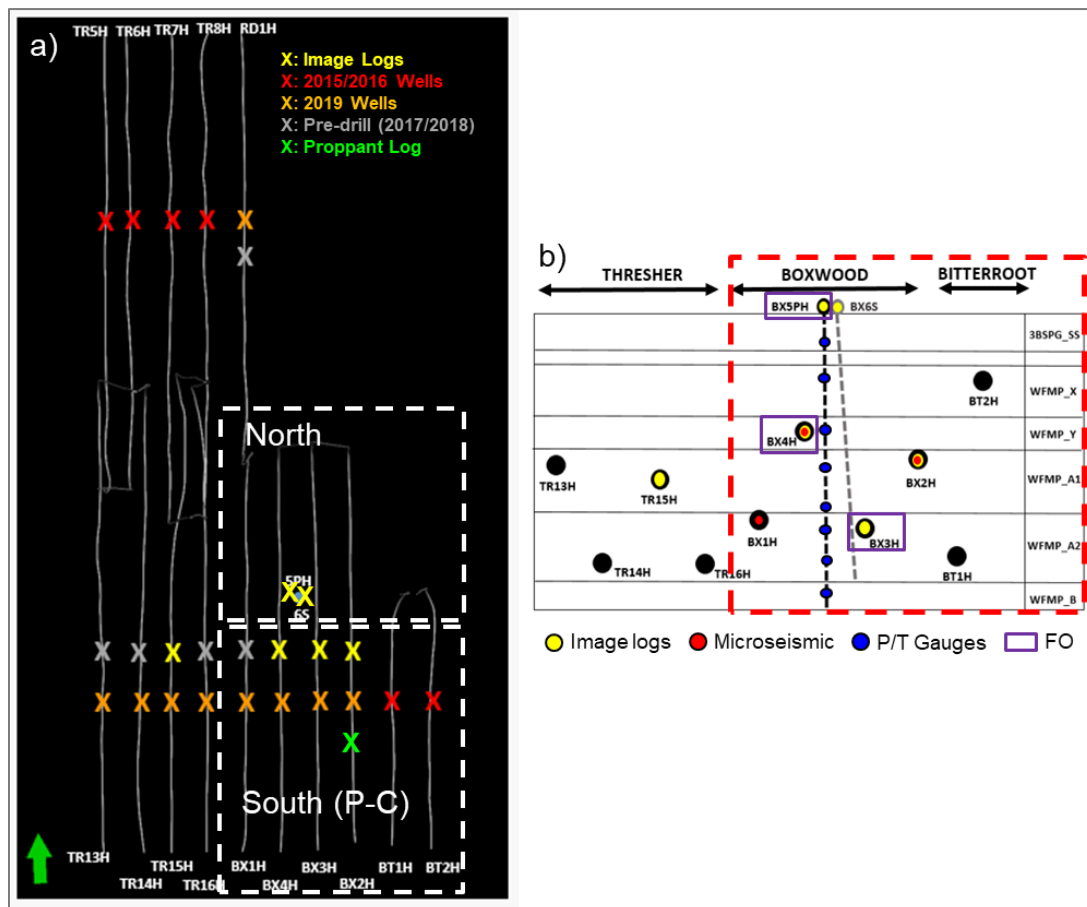 a)
TR5H TR6H TR7H TR8H RD1H
X: Image Logs
X: 2015/2016 Wells
X: 2019 Wells
X: Pre-drill (2017/2018)
X: Proppant Log
X X X X X
X
North
5PH
X X
6S
X X X X X X X X
X X X X X X X X X X
X
South (P-C)
TR13H TR15H BX1H BX3H BT1H BT2H
TR14H TR16H BX4H BX2H
b)
THRESHER BOXWOOD BITTERROOT
BX5PH BX6S
3BSPG_SS
WFMP_X
BT2H
WFMP_Y
BX4H
WFMP_A1
TR13H TR15H BX2H
BX1H BX3H
WFMP_A2
TR14H TR16H BT1H
WFMP_B
Image logs Microseismic P/T Gauges FO